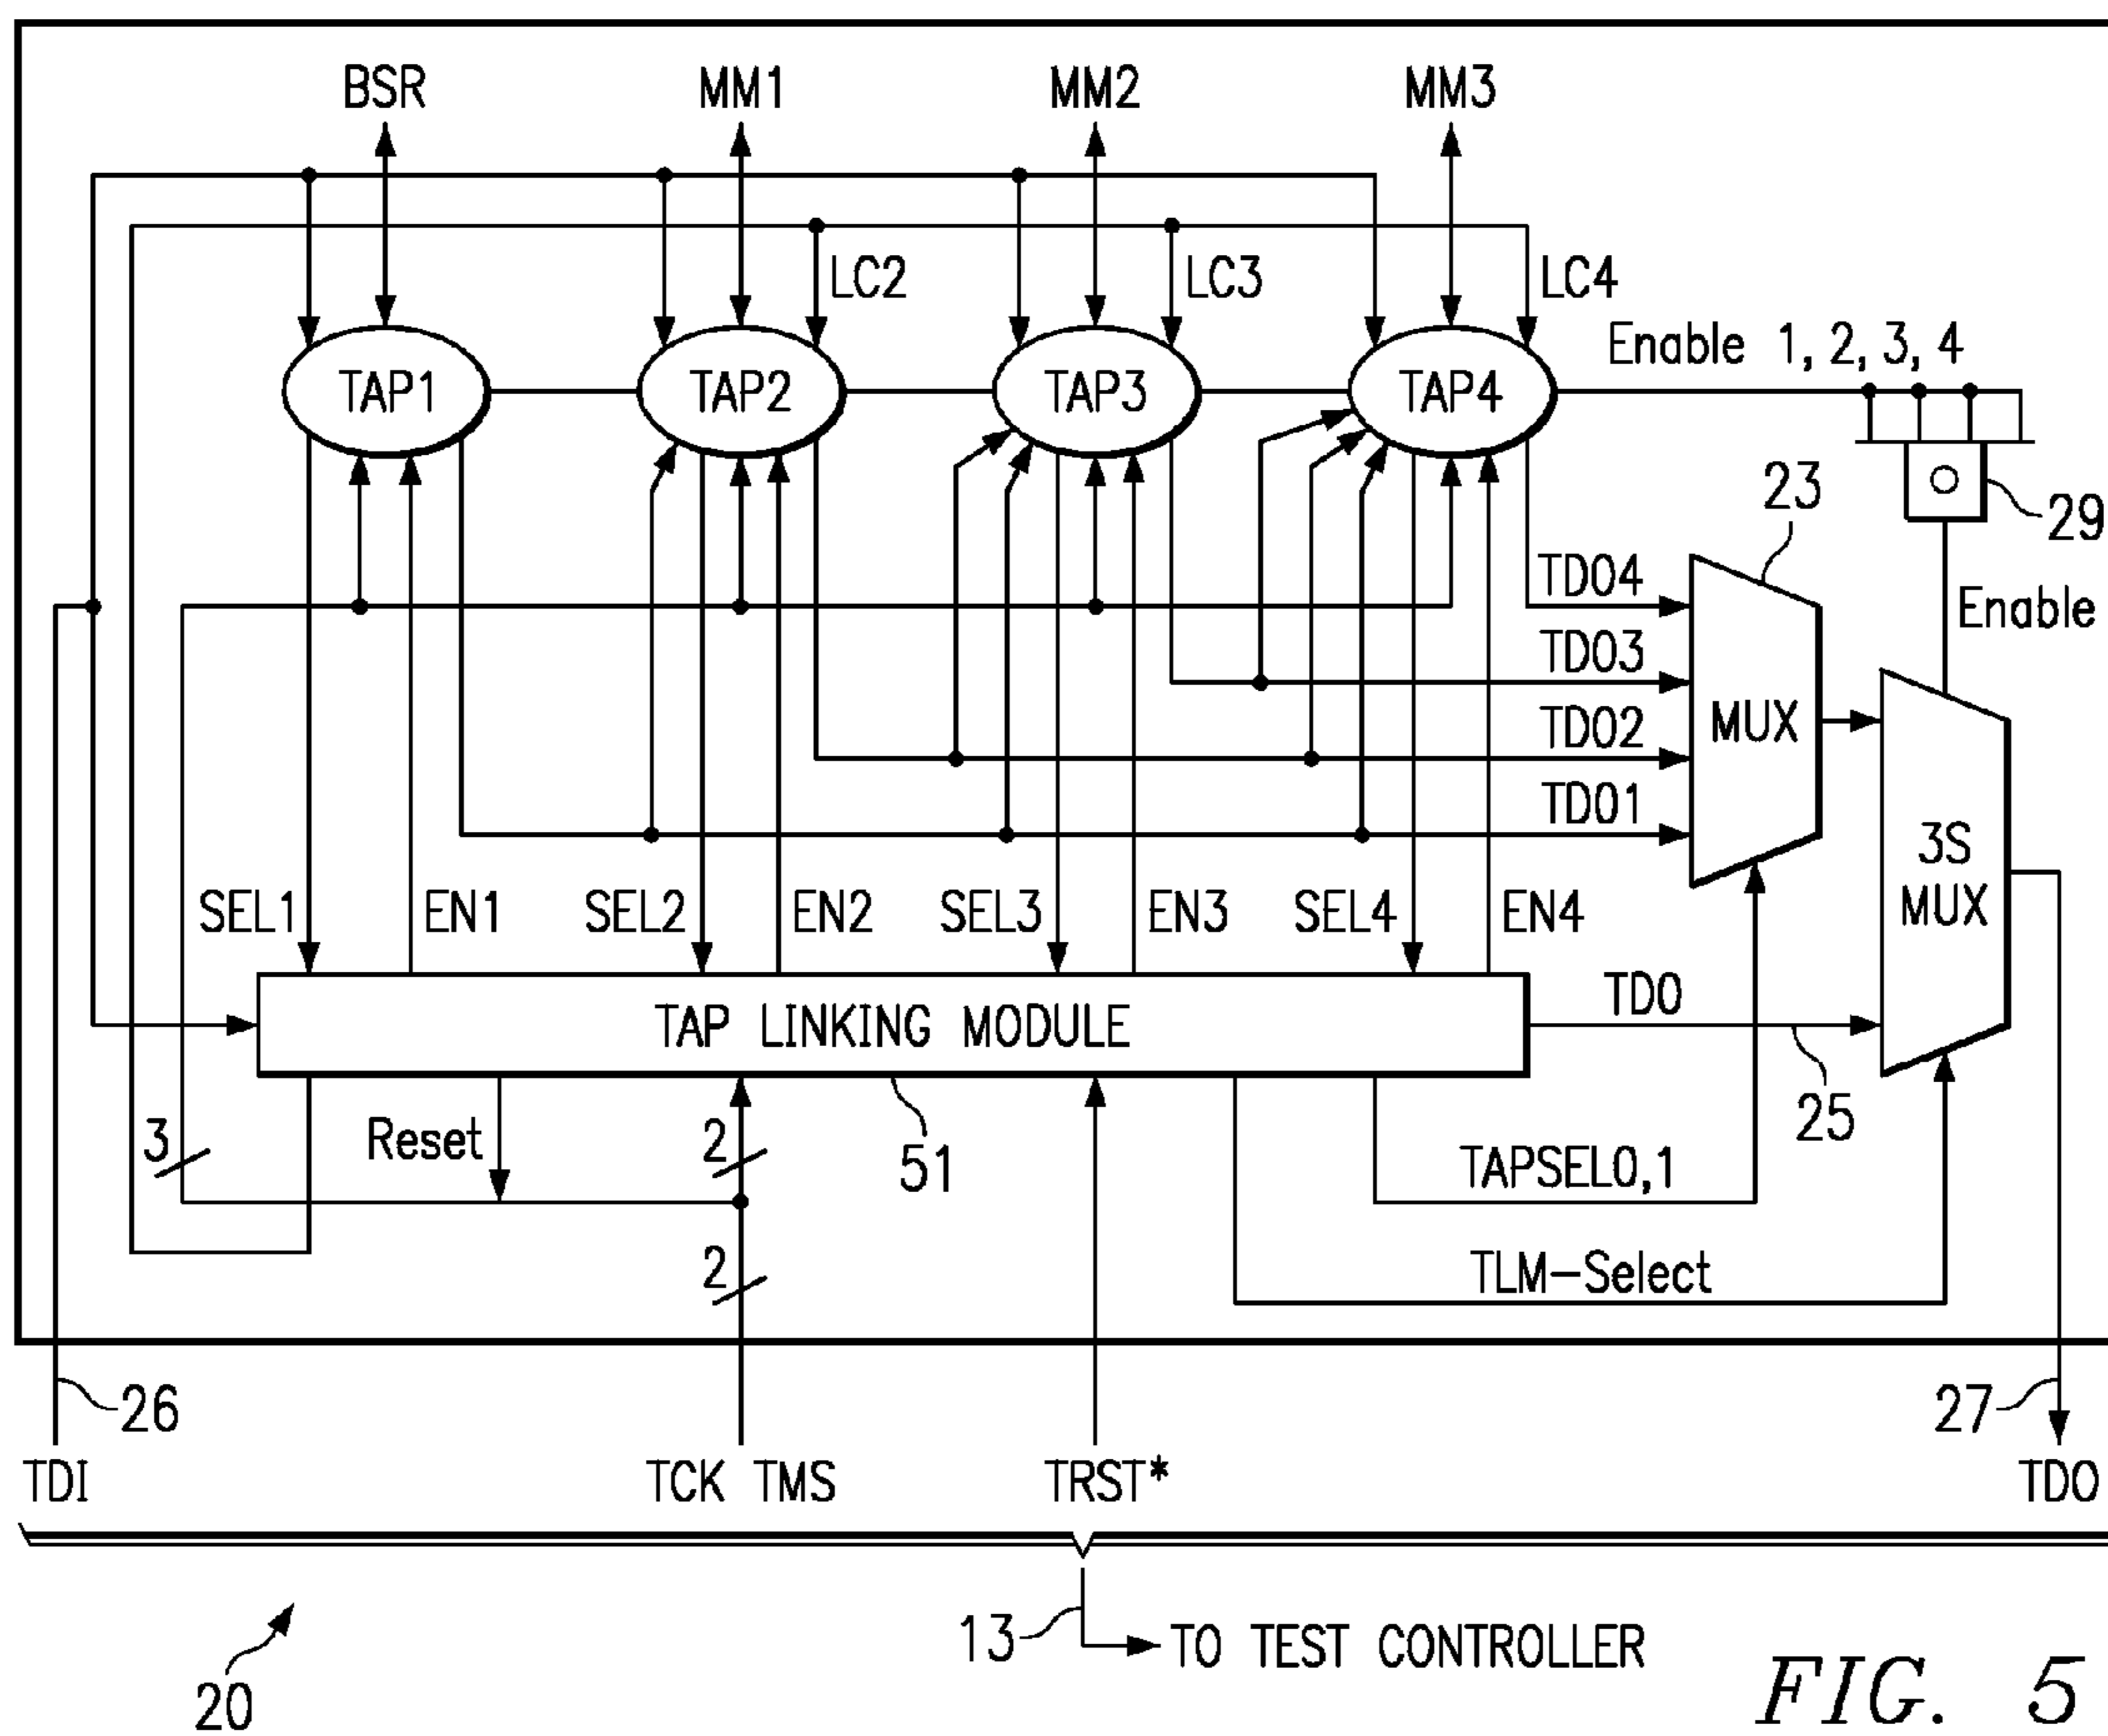 BSR MM1 MM2 MM3
LC2 LC3 LC4
Enable 1, 2, 3, 4
TAP1 TAP2 TAP3 TAP4
23
29
TDO4
Enable
TDO3
TDO2
MUX
TDO1
3S
MUX
SEL1 EN1 SEL2 EN2 SEL3 EN3 SEL4 EN4
TDO
TAP LINKING MODULE
25
3 Reset 2 51
TAPSEL0,1
2
TLM-Select
26 27
TDI TCK TMS TRST* TDO
13 TO TEST CONTROLLER
20
FIG. 5